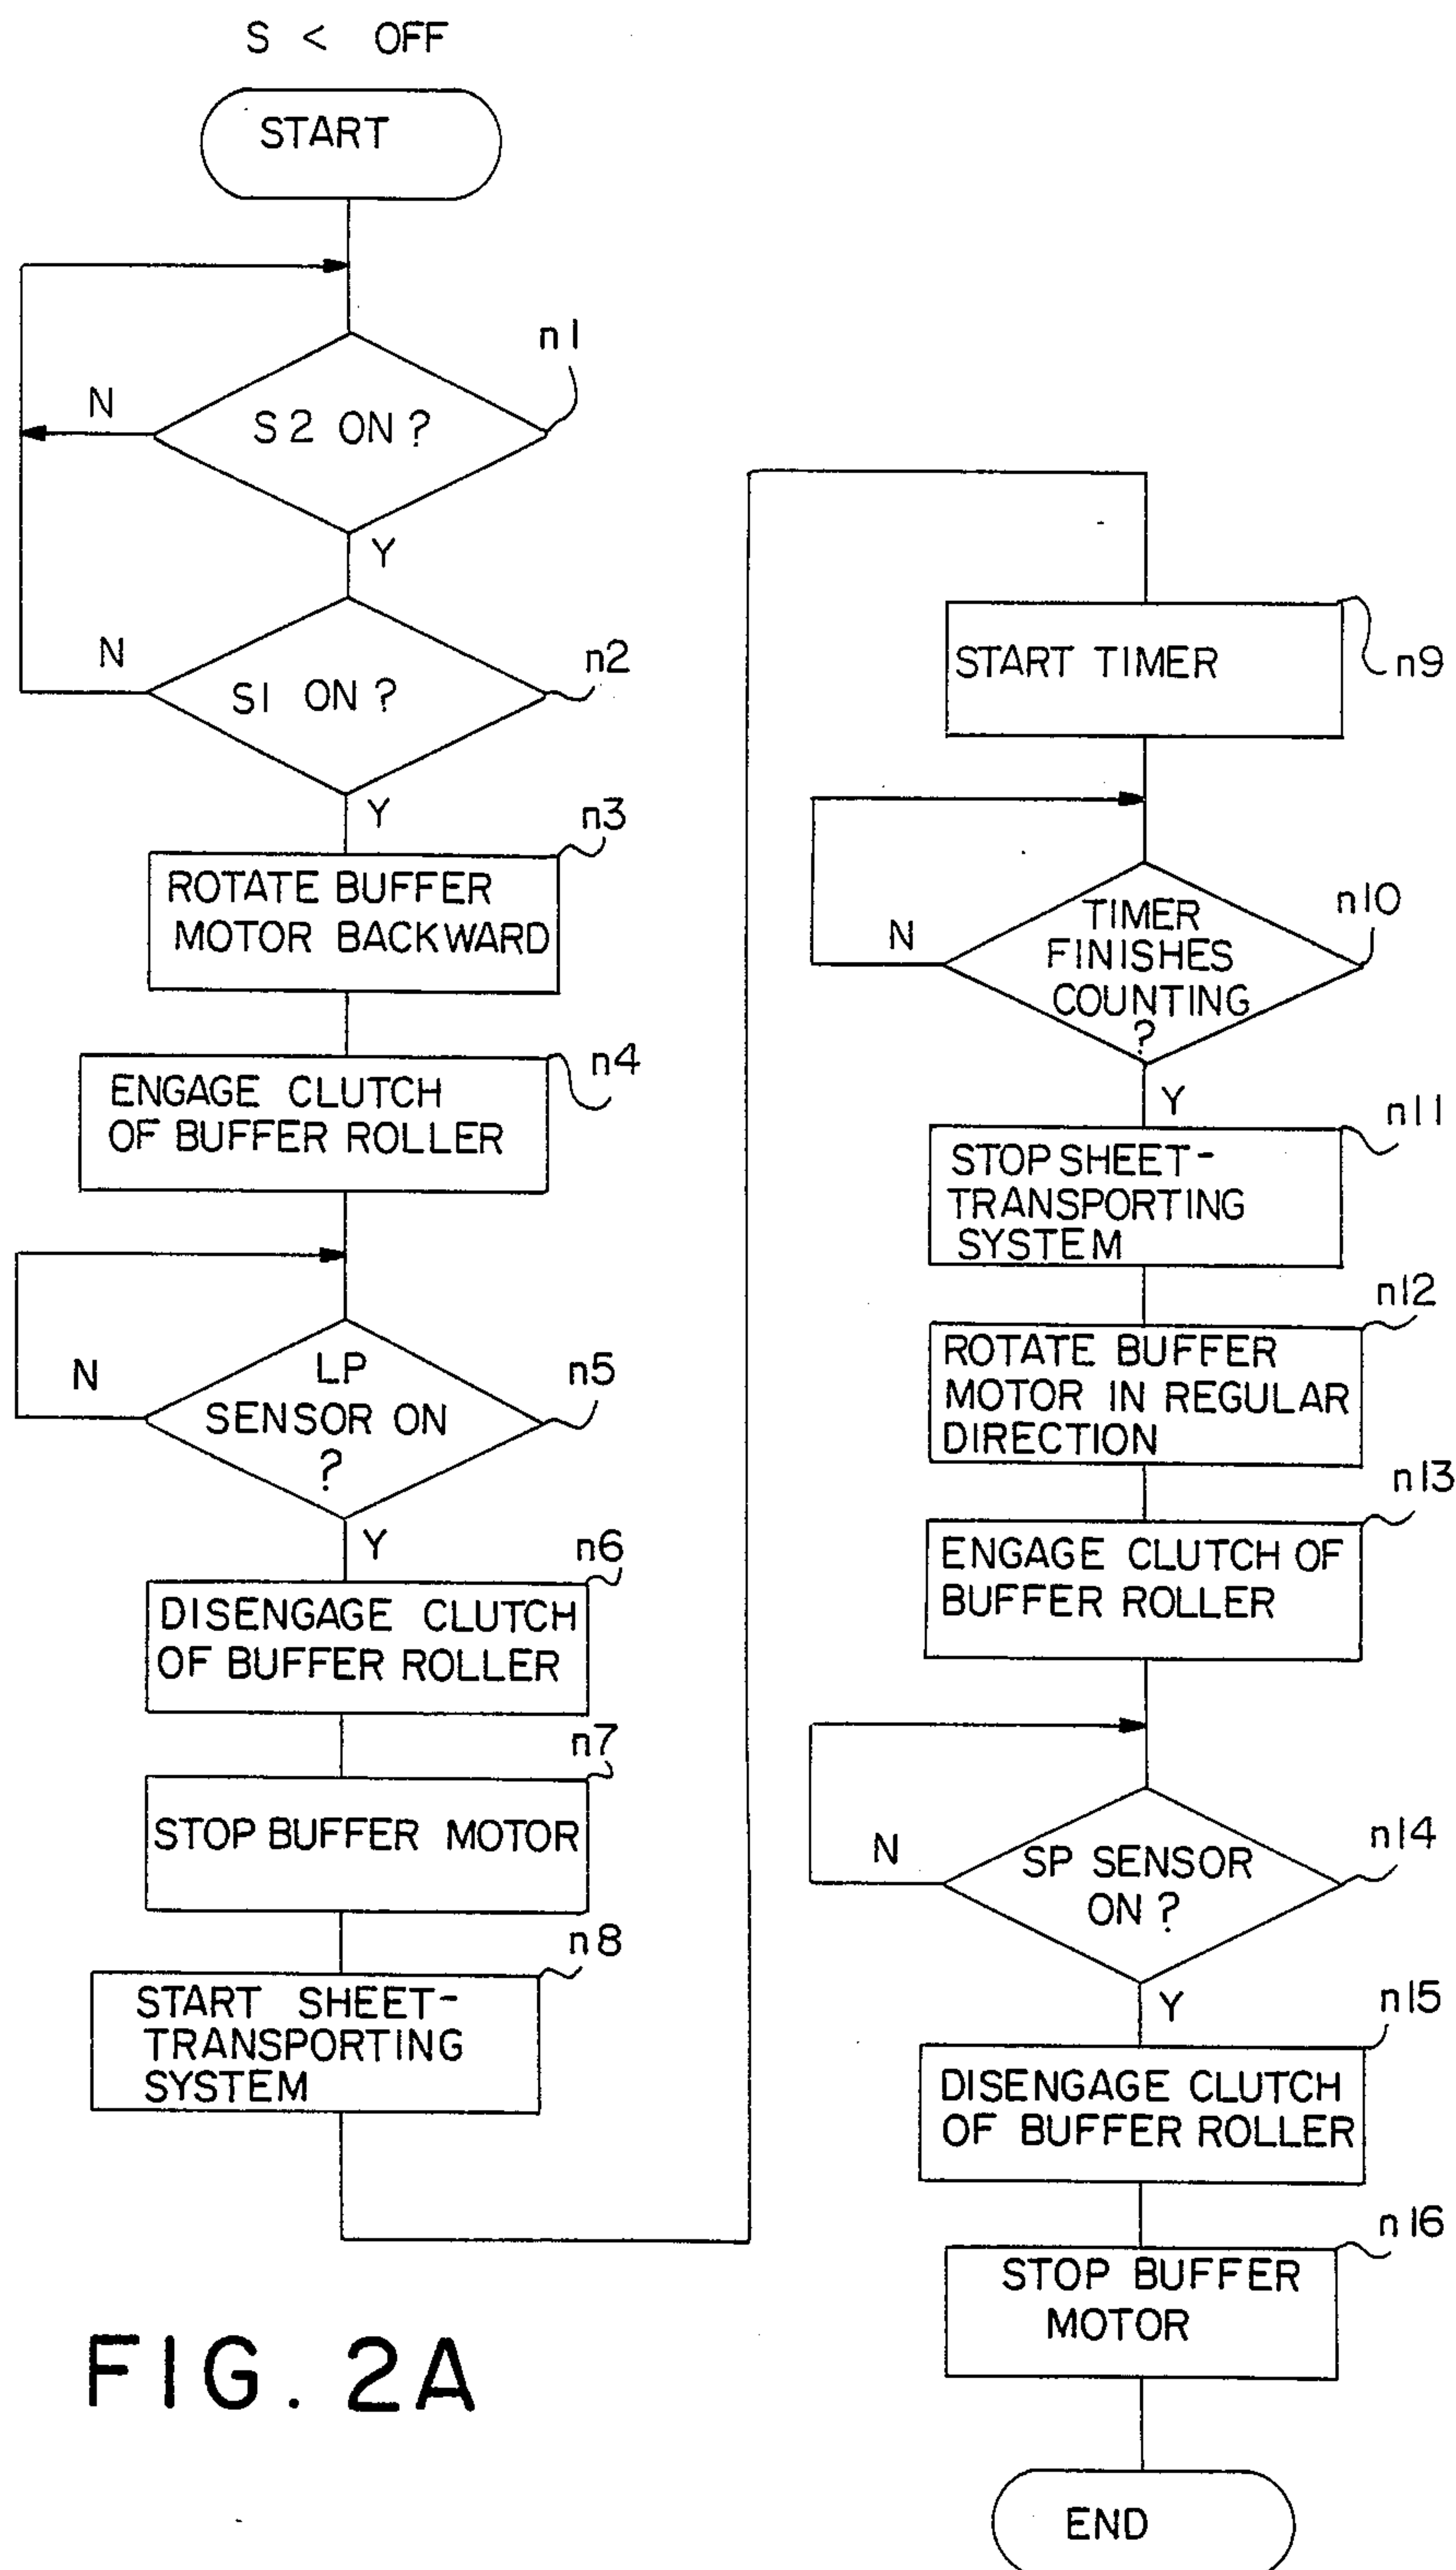 S < OFF
START
n1
N
S2 ON?
Y
N
n2
S1 ON?
Y
n3
ROTATE BUFFER
MOTOR BACKWARD
n4
ENGAGE CLUTCH
OF BUFFER ROLLER
N
LP
SENSOR ON
?
n5
Y
n6
DISENGAGE CLUTCH
OF BUFFER ROLLER
n7
STOP BUFFER MOTOR
n8
START SHEET-
TRANSPORTING
SYSTEM
START TIMER
n9
n10
N
TIMER
FINISHES
COUNTING
?
Y
n11
STOP SHEET-
TRANSPORTING
SYSTEM
n12
ROTATE BUFFER
MOTOR IN REGULAR
DIRECTION
n13
ENGAGE CLUTCH OF
BUFFER ROLLER
N
SP SENSOR
ON?
n14
Y
n15
DISENGAGE CLUTCH
OF BUFFER ROLLER
n16
STOP BUFFER
MOTOR
END
FIG. 2A